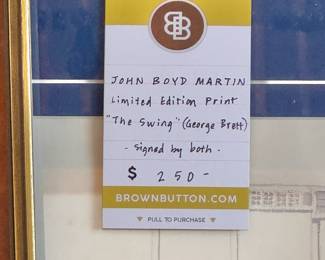 BB
JOHN BOYD MARTIN
Limited Edition Print
"The Swing" (George Brett)
- signed by both -
$ 250-
BROWNBUTTON.COM
PULL TO PURCHASE